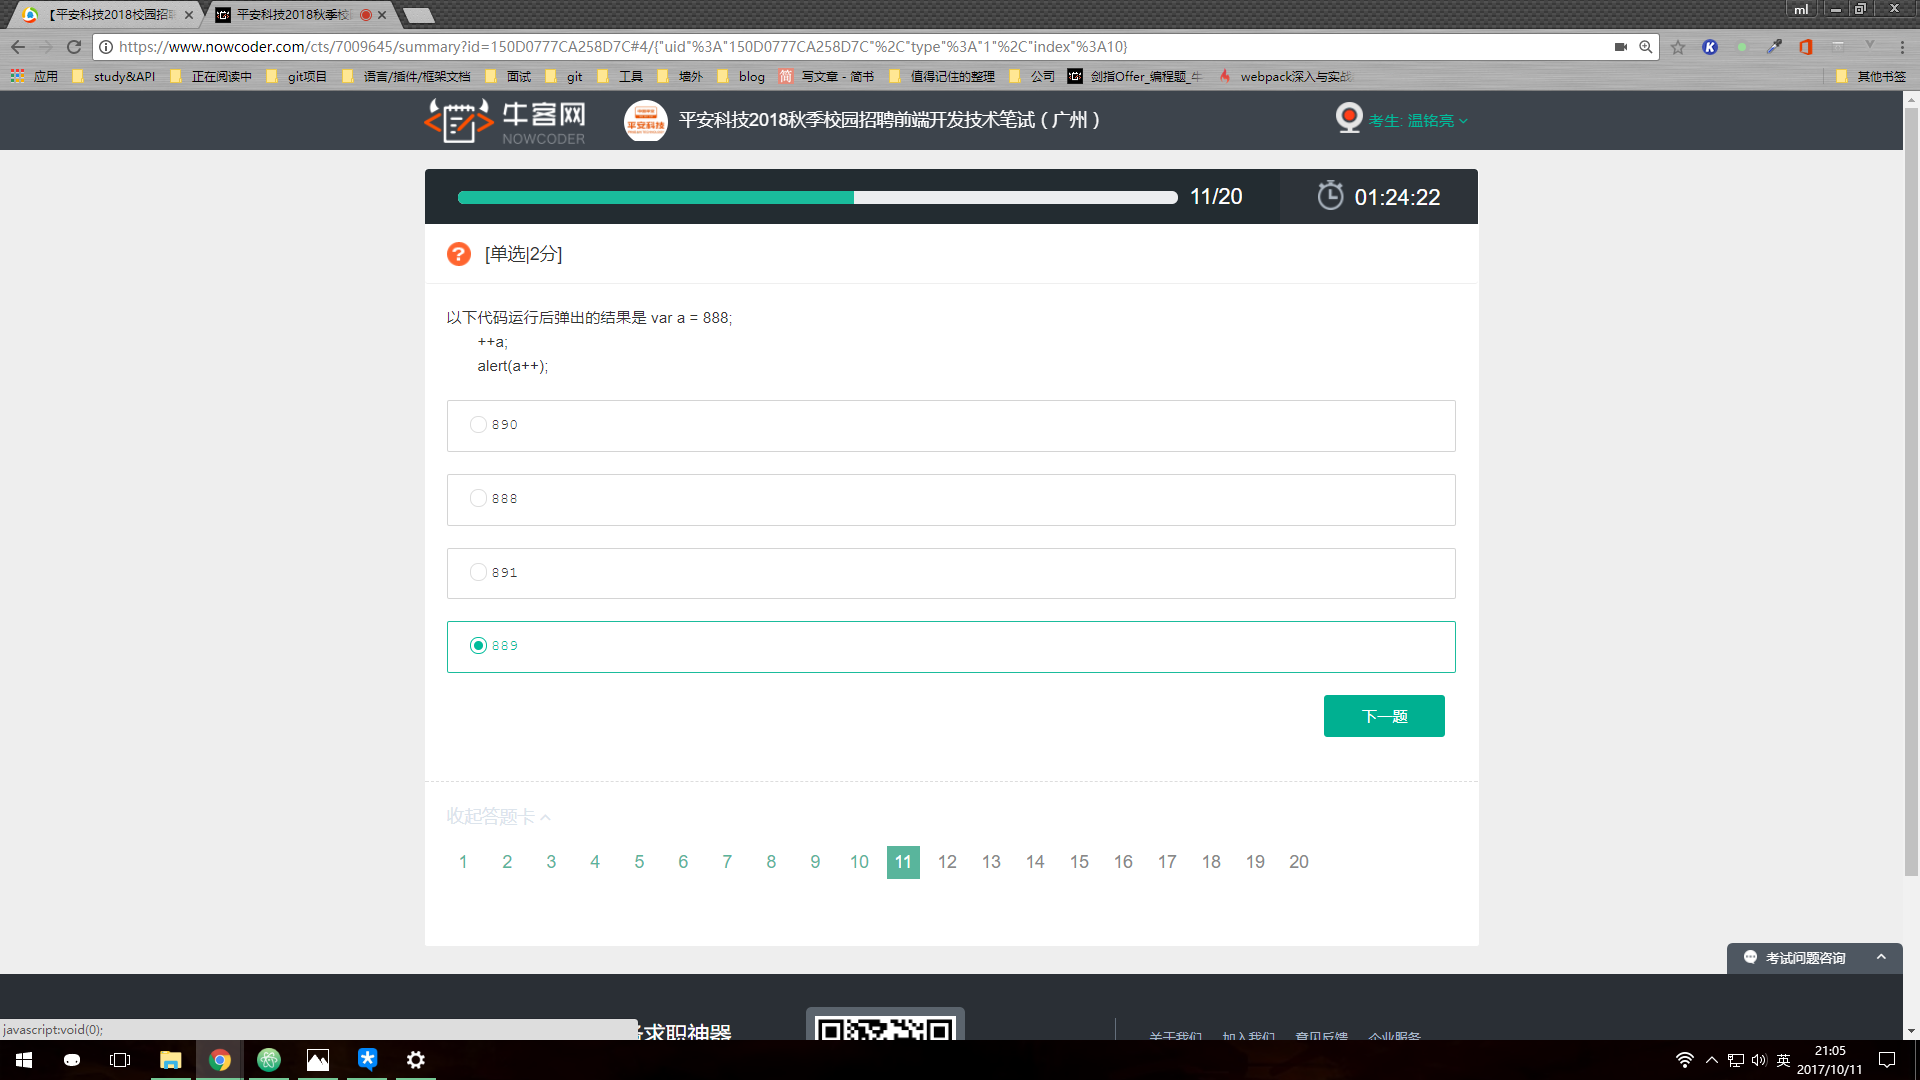 【平安科技2018校园招聘
平安科技2018秋季校
ml
https://www.nowcoder.com/cts/7009645/summary?id=150D0777CA258D7C#4/{"uid"%3A"150D0777CA258D7C"%2C"type"%3A"1"%2C"index"%3A10}
应用
study&API
正在阅读中
git项目
语言/插件/框架文档
面试
git
工具
墙外
blog
简 写文章 - 简书
值得记住的整理
公司
剑指Offer_编程题_牛
webpack深入与实战
其他书签
牛客网
NOWCODER
平安科技
平安科技2018秋季校园招聘前端开发技术笔试（广州）
考生: 温铭亮
11/20
01:24:22
[单选|2分]
以下代码运行后弹出的结果是 var a = 888;
++a;
alert(a++);
890
888
891
889
下一题
收起答题卡
1 2 3 4 5 6 7 8 9 10 11 12 13 14 15 16 17 18 19 20
考试问题咨询
求职神器
关于我们 加入我们 意见反馈 企业服务
javascript:void(0);
英
21:05
2017/10/11